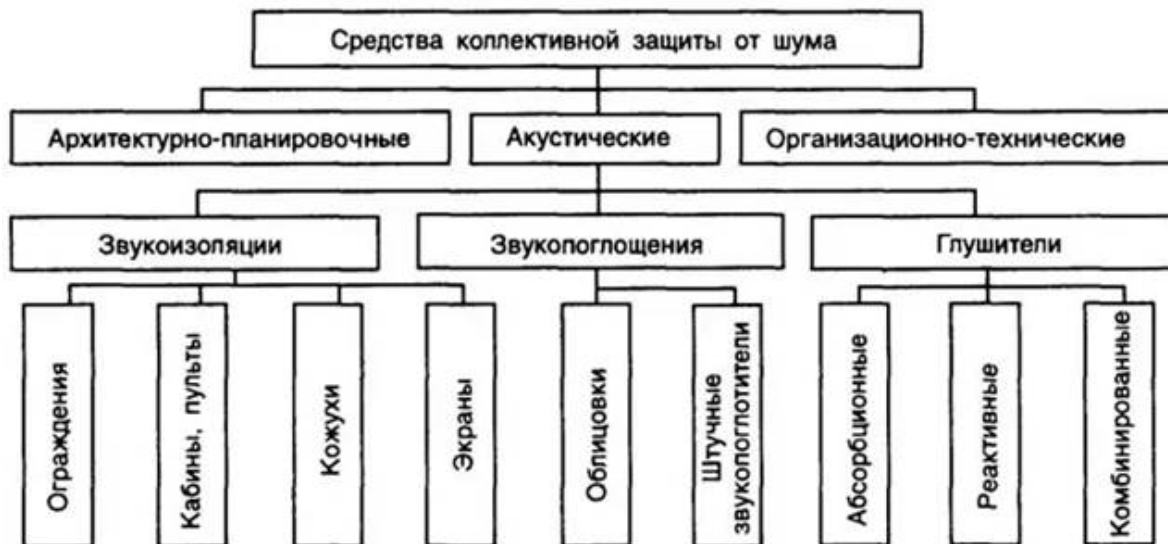 Средства коллективной защиты от шума
Архитектурно-планировочные
Акустические
Организационно-технические
Звукоизоляции
Звукопоглощения
Глушители
Ограждения
Кабины, пульты
Кожухи
Экраны
Облицовки
Штучные
звукопоглотители
Абсорбционные
Реактивные
Комбинированные